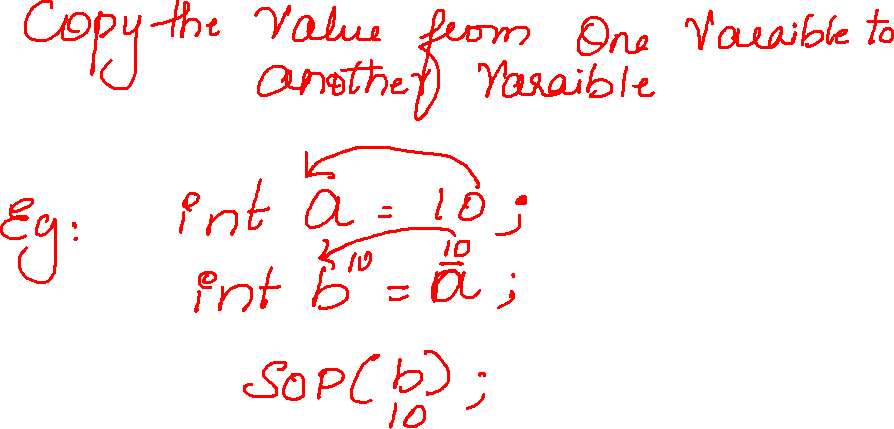 Copy the Value from One Varaible to
another Varaible
Eg: int a = 10;
10 10
int b = a;
SOP(b);
10